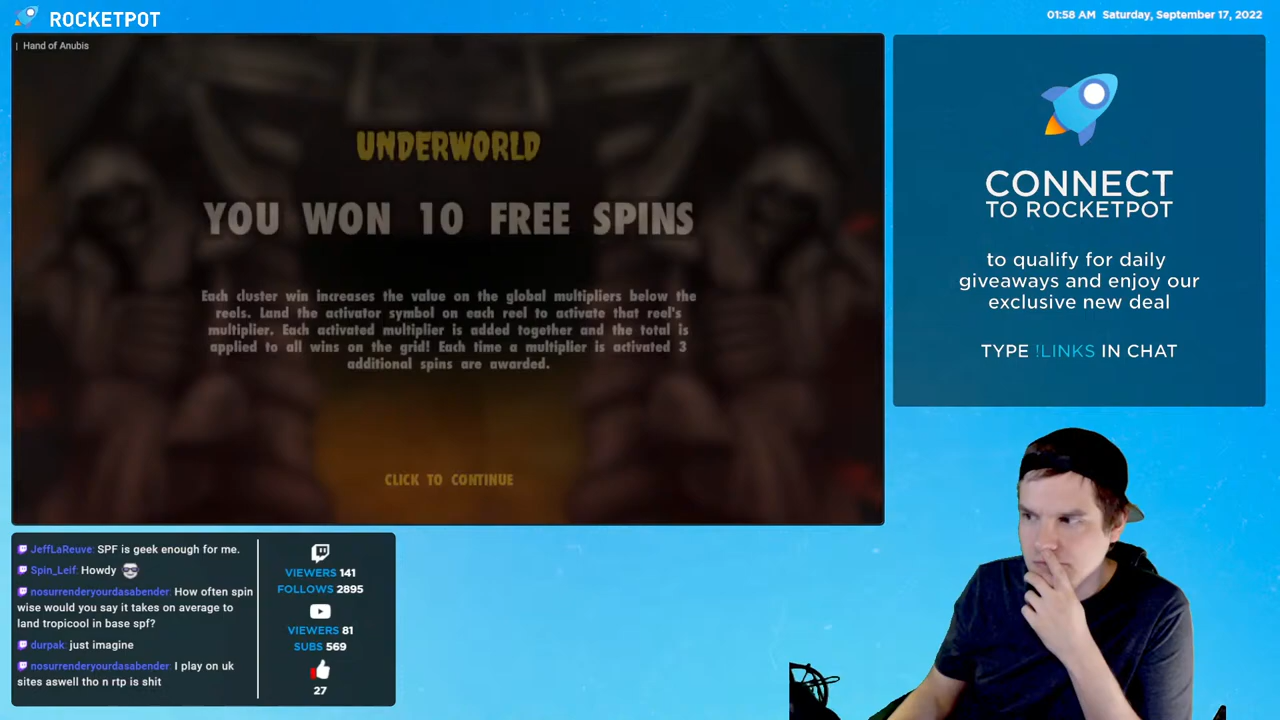 ROCKETPOT
01:58 AM Saturday, September 17, 2022
| Hand of Anubis
UNDERWORLD
YOU WON 10 FREE SPINS
Each cluster win increases the value on the global multipliers below the
reels. Land the activator symbol on each reel to activate that reel's
multiplier. Each activated multiplier is added together and the total is
applied to all wins on the grid! Each time a multiplier is activated 3
additional spins are awarded.
CLICK TO CONTINUE
CONNECT
TO ROCKETPOT
to qualify for daily
giveaways and enjoy our
exclusive new deal
TYPE !LINKS IN CHAT
JeffLaReuve: SPF is geek enough for me.
Spin_Leif: Howdy
nosurrenderyourdasabender: How often spin
wise would you say it takes on average to
land tropicool in base spf?
durpak: just imagine
nosurrenderyourdasabender: I play on uk
sites aswell tho n rtp is shit
VIEWERS 141
FOLLOWS 2895
VIEWERS 81
SUBS 569
27